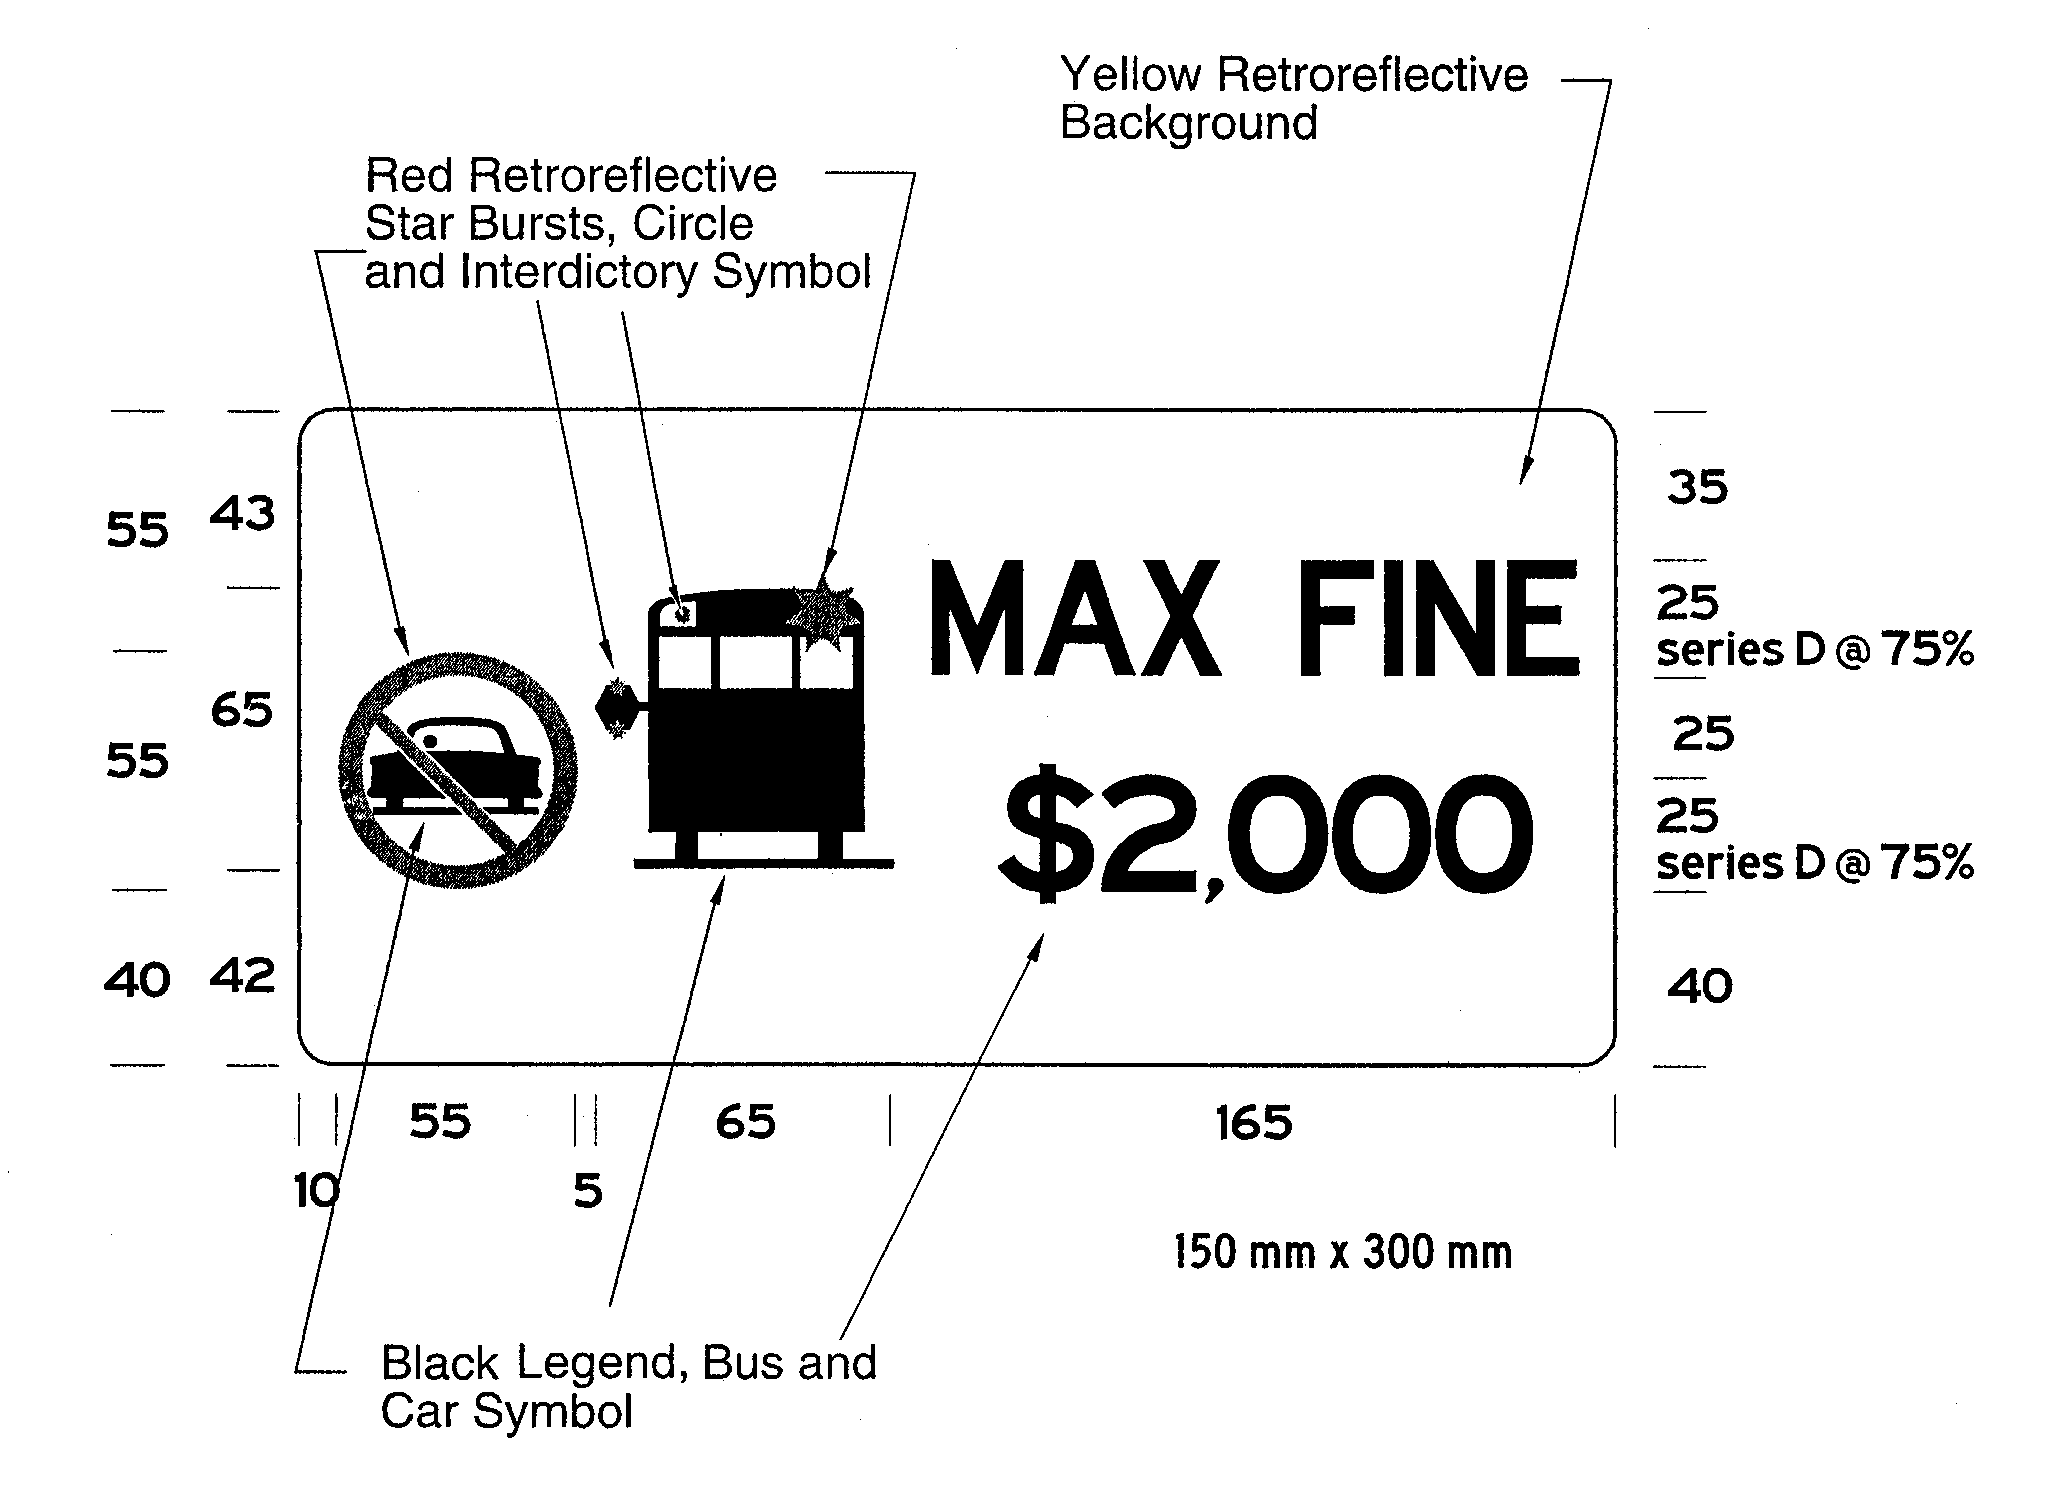 Yellow Retroreflective
Background
Red Retroreflective
Star Bursts, Circle
and Interdictory Symbol
55
43
65
55
40
42
MAX FINE
$2,000
35
25
series D @ 75%
25
25
series D @ 75%
40
10
55
5
65
165
150 mm x 300 mm
Black Legend, Bus and
Car Symbol